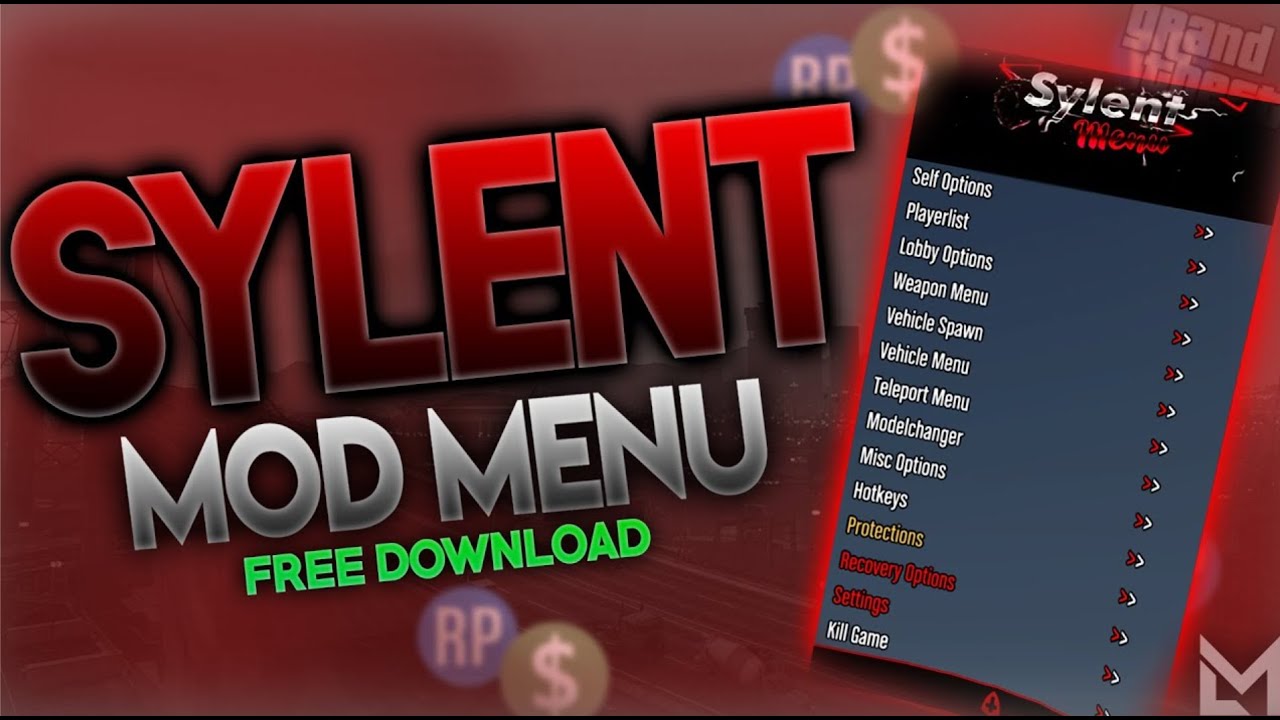 SYLENT
MOD MENU
FREE DOWNLOAD
RP
$
RP
$
grand
Sylent
Menu
Self Options
Playerlist
Lobby Options
Weapon Menu
Vehicle Spawn
Vehicle Menu
Teleport Menu
Modelchanger
Misc Options
Hotkeys
Protections
Recovery Options
Settings
Kill Game